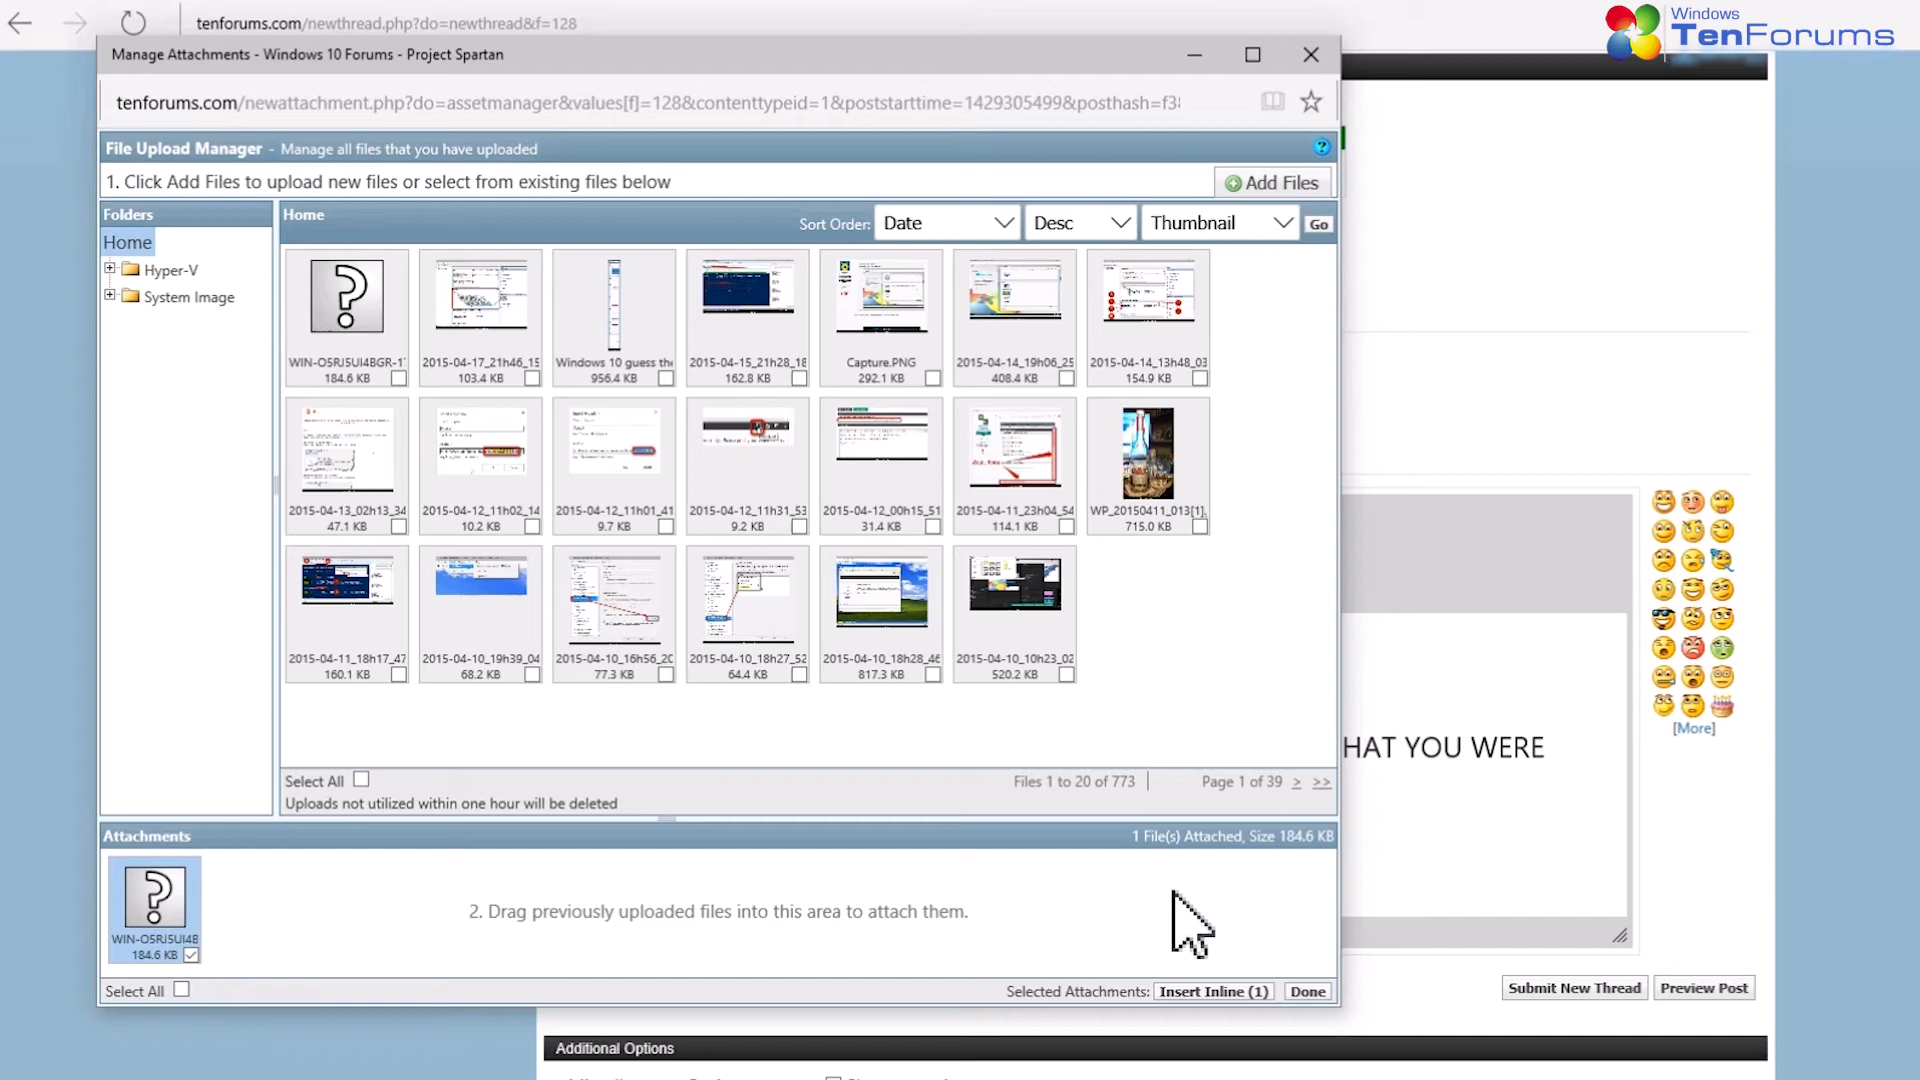 tenforums.com/newthread.php?do=newthread&f=128
Windows
TenForums
Manage Attachments - Windows 10 Forums - Project Spartan
tenforums.com/newattachment.php?do=assetmanager&values[f]=128&contenttypeid=1&poststarttime=1429305499&posthash=f3
File Upload Manager - Manage all files that you have uploaded
?
1. Click Add Files to upload new files or select from existing files below
Add Files
Folders
Home
Sort Order:
Date
Desc
Thumbnail
Go
Home
Hyper-V
System Image
WIN-O5RJ5UI4BGR-1
184.6 KB
2015-04-17_21h46_15
103.4 KB
Windows 10 guess the
956.4 KB
2015-04-15_21h28_18
162.8 KB
Capture.PNG
292.1 KB
2015-04-14_19h06_25
408.4 KB
2015-04-14_13h48_03
154.9 KB
2015-04-13_02h13_34
47.1 KB
2015-04-12_11h02_14
10.2 KB
2015-04-12_11h01_41
9.7 KB
2015-04-12_11h31_53
9.2 KB
2015-04-12_00h15_51
31.4 KB
2015-04-11_23h04_54
114.1 KB
WP_20150411_013[1]
715.0 KB
2015-04-11_18h17_47
160.1 KB
2015-04-10_19h39_04
68.2 KB
2015-04-10_16h56_20
77.3 KB
2015-04-10_18h27_52
64.4 KB
2015-04-10_18h28_46
817.3 KB
2015-04-10_10h23_02
520.2 KB
[More]
HAT YOU WERE
Select All
Files 1 to 20 of 773
Page 1 of 39 > >>
Uploads not utilized within one hour will be deleted
Attachments
1 File(s) Attached, Size 184.6 KB
WIN-O5RJ5UI4B
184.6 KB
2. Drag previously uploaded files into this area to attach them.
Select All
Selected Attachments:
Insert Inline (1)
Done
Submit New Thread
Preview Post
Additional Options